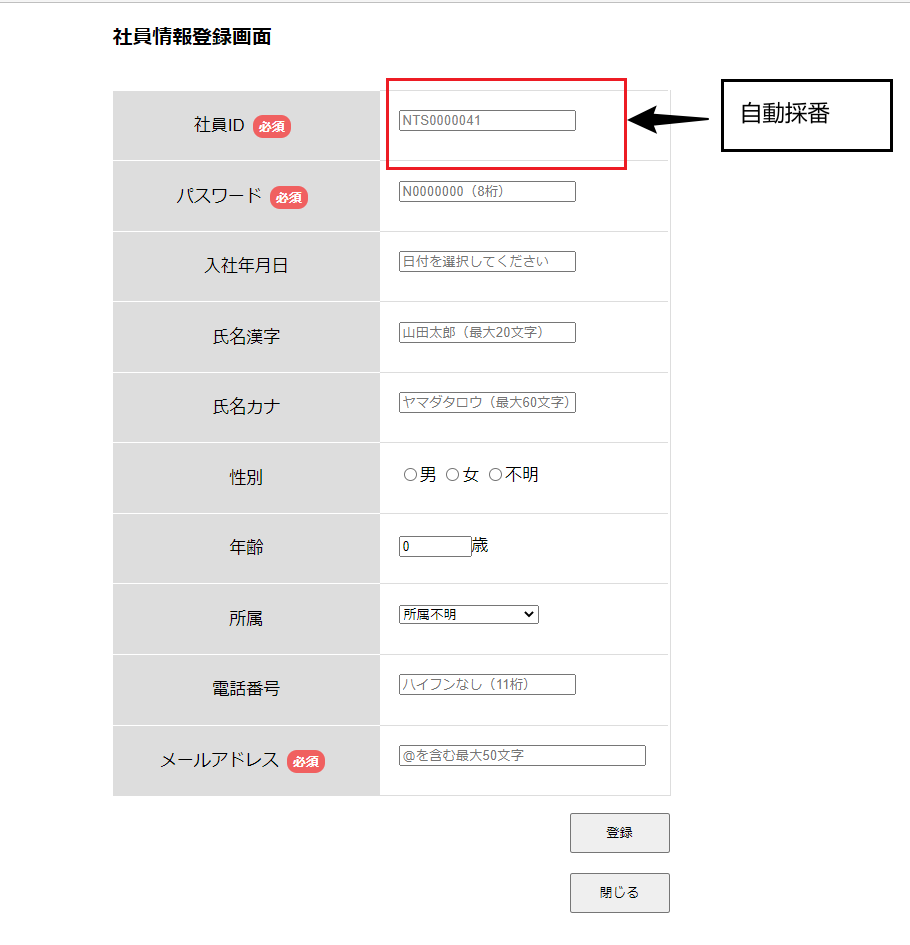 社員情報登録画面
社員ID 必須
NTS0000041
自動採番
パスワード 必須
N0000000（8桁）
入社年月日
日付を選択してください
氏名漢字
山田太郎（最大20文字）
氏名カナ
ヤマダタロウ（最大60文字）
性別
男 女 不明
年齢
0 歳
所属
所属不明
電話番号
ハイフンなし（11桁）
メールアドレス 必須
@を含む最大50文字
登録
閉じる